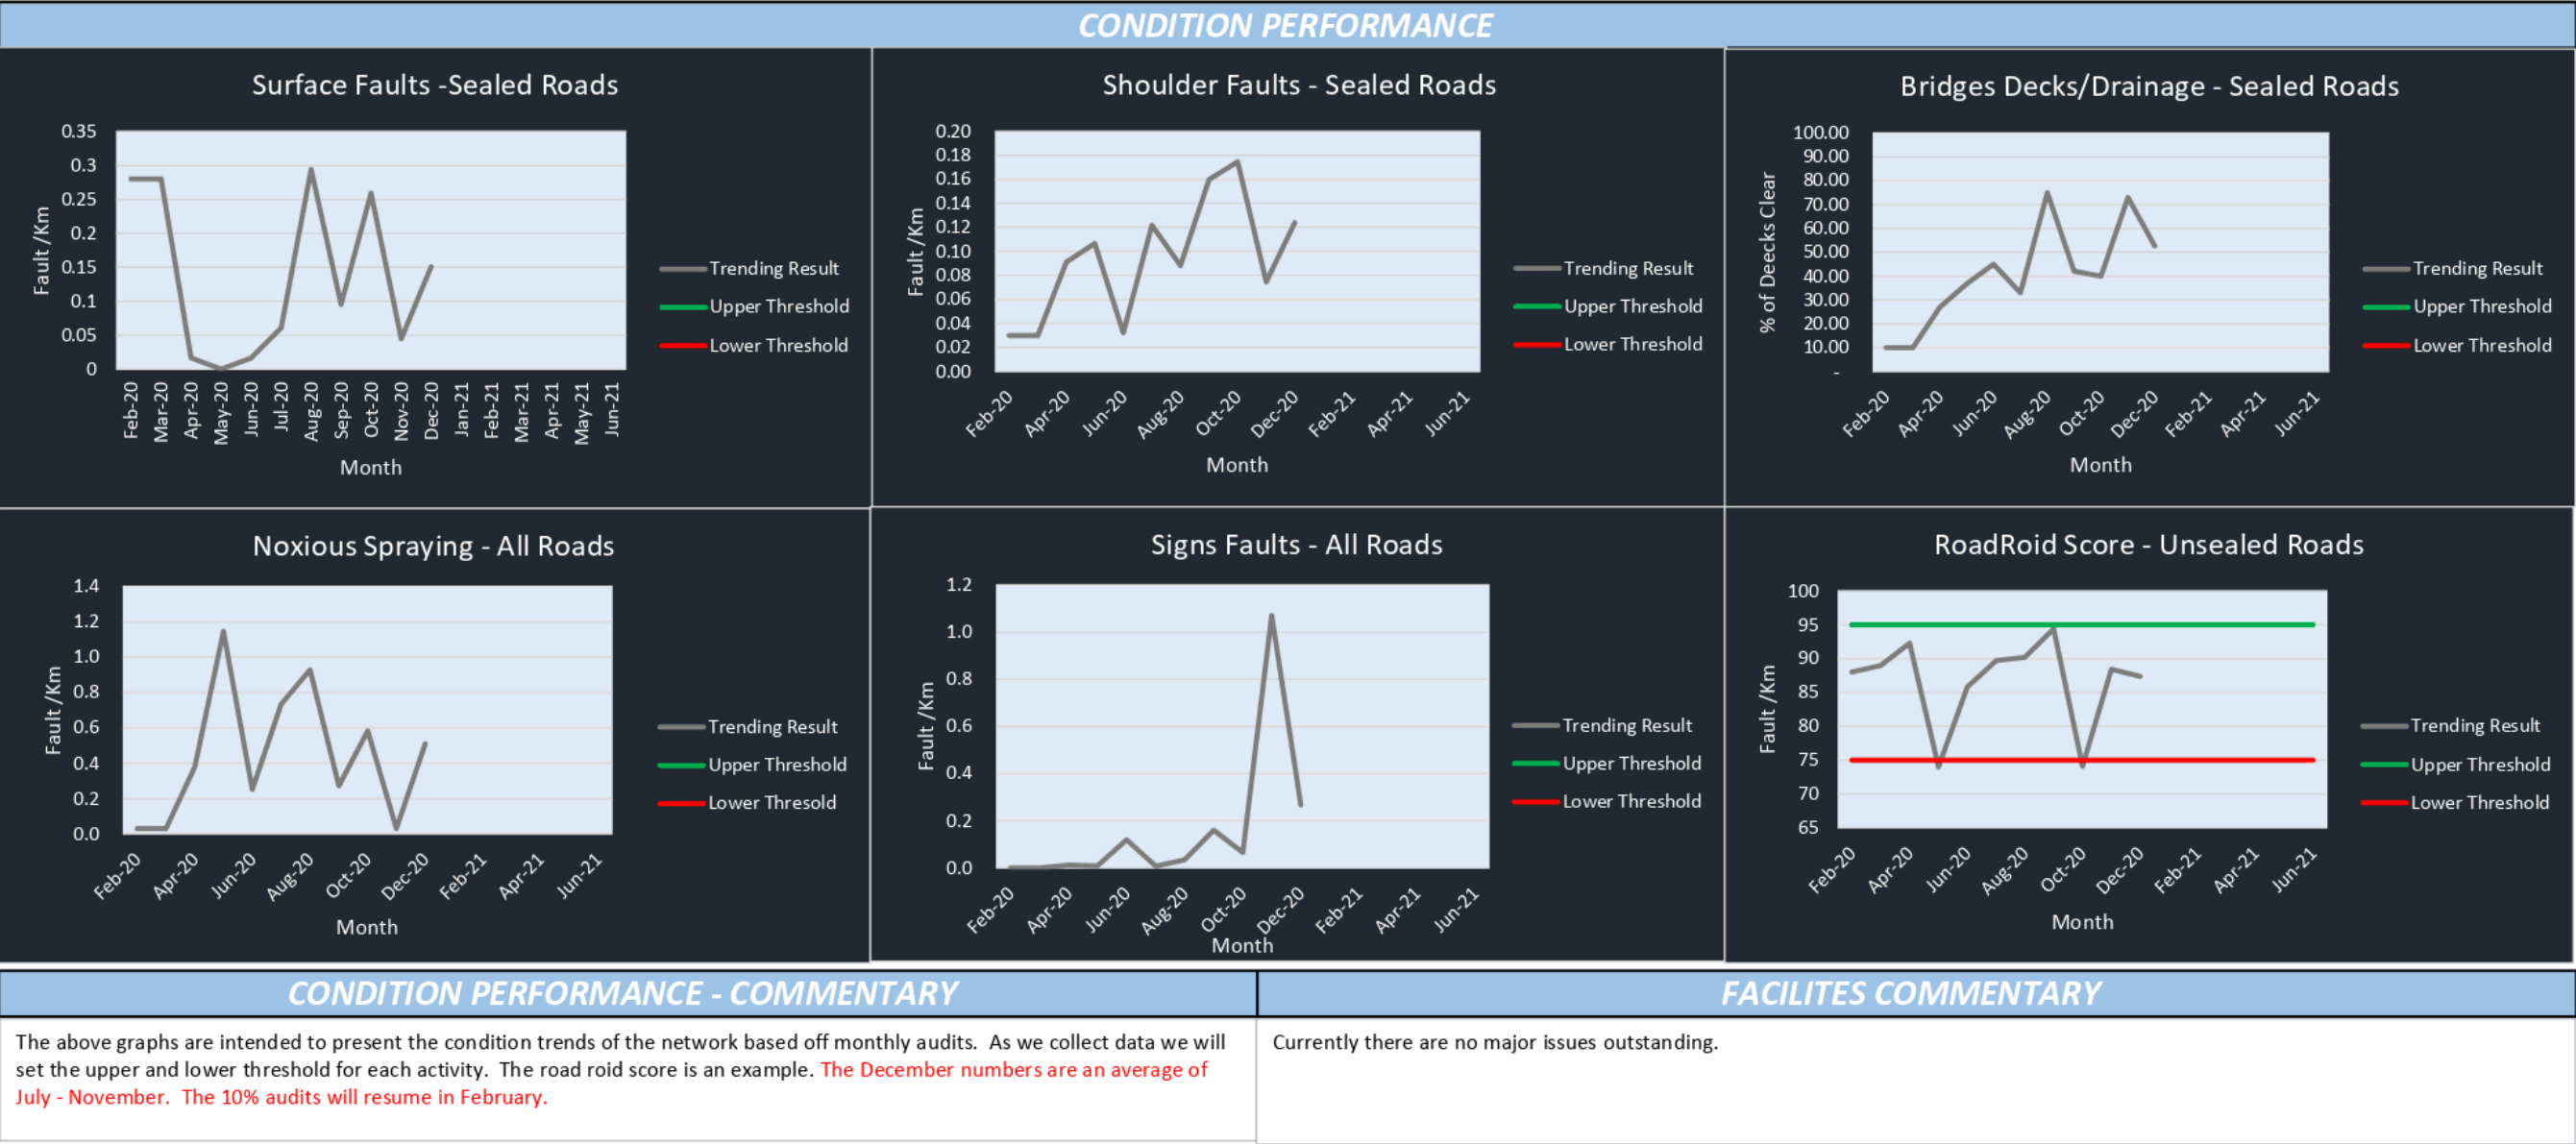 CONDITION PERFORMANCE
Surface Faults -Sealed Roads
0.35
0.3
0.25
0.2
0.15
0.1
0.05
0
Fault /Km
Feb-20
Mar-20
Apr-20
May-20
Jun-20
Jul-20
Aug-20
Sep-20
Oct-20
Nov-20
Dec-20
Jan-21
Feb-21
Mar-21
Apr-21
May-21
Jun-21
Month
Trending Result
Upper Threshold
Lower Threshold
Shoulder Faults - Sealed Roads
0.20
0.18
0.16
0.14
0.12
0.10
0.08
0.06
0.04
0.02
0.00
Fault /Km
Feb-20
Apr-20
Jun-20
Aug-20
Oct-20
Dec-20
Feb-21
Apr-21
Jun-21
Month
Trending Result
Upper Threshold
Lower Threshold
Bridges Decks/Drainage - Sealed Roads
100.00
90.00
80.00
70.00
60.00
50.00
40.00
30.00
20.00
10.00
-
% of Deecks Clear
Feb-20
Apr-20
Jun-20
Aug-20
Oct-20
Dec-20
Feb-21
Apr-21
Jun-21
Month
Trending Result
Upper Threshold
Lower Threshold
Noxious Spraying - All Roads
1.4
1.2
1.0
0.8
0.6
0.4
0.2
0.0
Fault /Km
Feb-20
Apr-20
Jun-20
Aug-20
Oct-20
Dec-20
Feb-21
Apr-21
Jun-21
Month
Trending Result
Upper Threshold
Lower Thresold
Signs Faults - All Roads
1.2
1.0
0.8
0.6
0.4
0.2
0.0
Fault /Km
Feb-20
Apr-20
Jun-20
Aug-20
Oct-20
Dec-20
Feb-21
Apr-21
Jun-21
Month
Trending Result
Upper Threshold
Lower Threshold
RoadRoid Score - Unsealed Roads
100
95
90
85
80
75
70
65
Fault /Km
Feb-20
Apr-20
Jun-20
Aug-20
Oct-20
Dec-20
Feb-21
Apr-21
Jun-21
Month
Trending Result
Upper Threshold
Lower Threshold
CONDITION PERFORMANCE - COMMENTARY
The above graphs are intended to present the condition trends of the network based off monthly audits.  As we collect data we will
set the upper and lower threshold for each activity.  The road roid score is an example. The December numbers are an average of
July - November.  The 10% audits will resume in February.
FACILITES COMMENTARY
Currently there are no major issues outstanding.